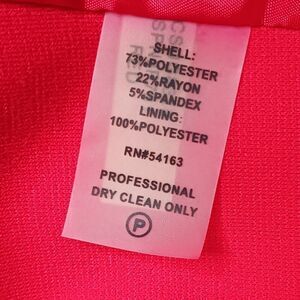 SHELL:
73%POLYESTER
22%RAYON
5%SPANDEX
LINING:
100%POLYESTER
RN#54163
PROFESSIONAL
DRY CLEAN ONLY
P